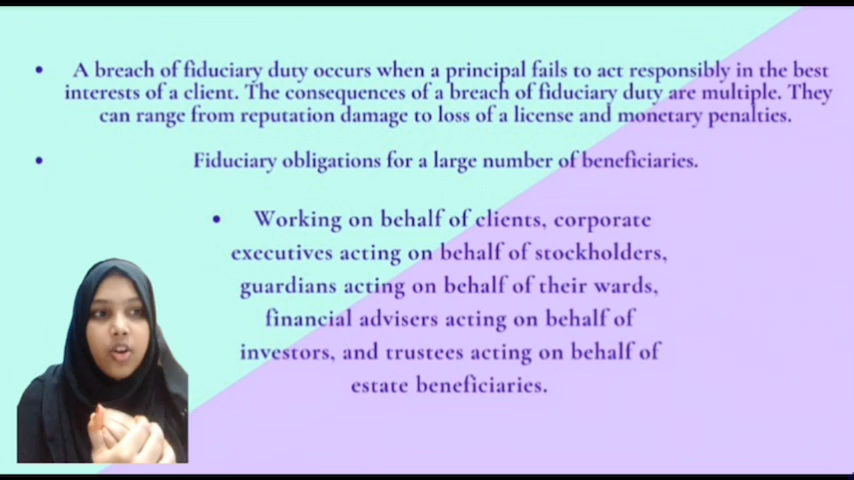 • A breach of fiduciary duty occurs when a principal fails to act responsibly in the best
interests of a client. The consequences of a breach of fiduciary duty are multiple. They
can range from reputation damage to loss of a license and monetary penalties.
• Fiduciary obligations for a large number of beneficiaries.
• Working on behalf of clients, corporate
executives acting on behalf of stockholders,
guardians acting on behalf of their wards,
financial advisers acting on behalf of
investors, and trustees acting on behalf of
estate beneficiaries.